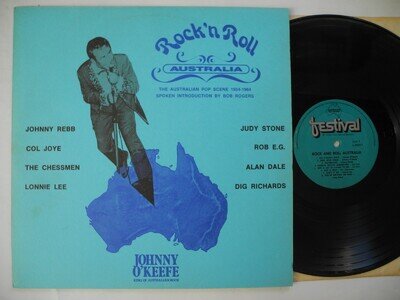 Rock'n Roll
AUSTRALIA
THE AUSTRALIAN POP SCENE 1954-1964
SPOKEN INTRODUCTION BY BOB ROGERS
JOHNNY REBB
COL JOYE
THE CHESSMEN
LONNIE LEE
JUDY STONE
ROB E.G.
ALAN DALE
DIG RICHARDS
JOHNNY
O'KEEFE
KING OF AUSTRALIAN ROCK
festival
ROCK AND ROLL AUSTRALIA